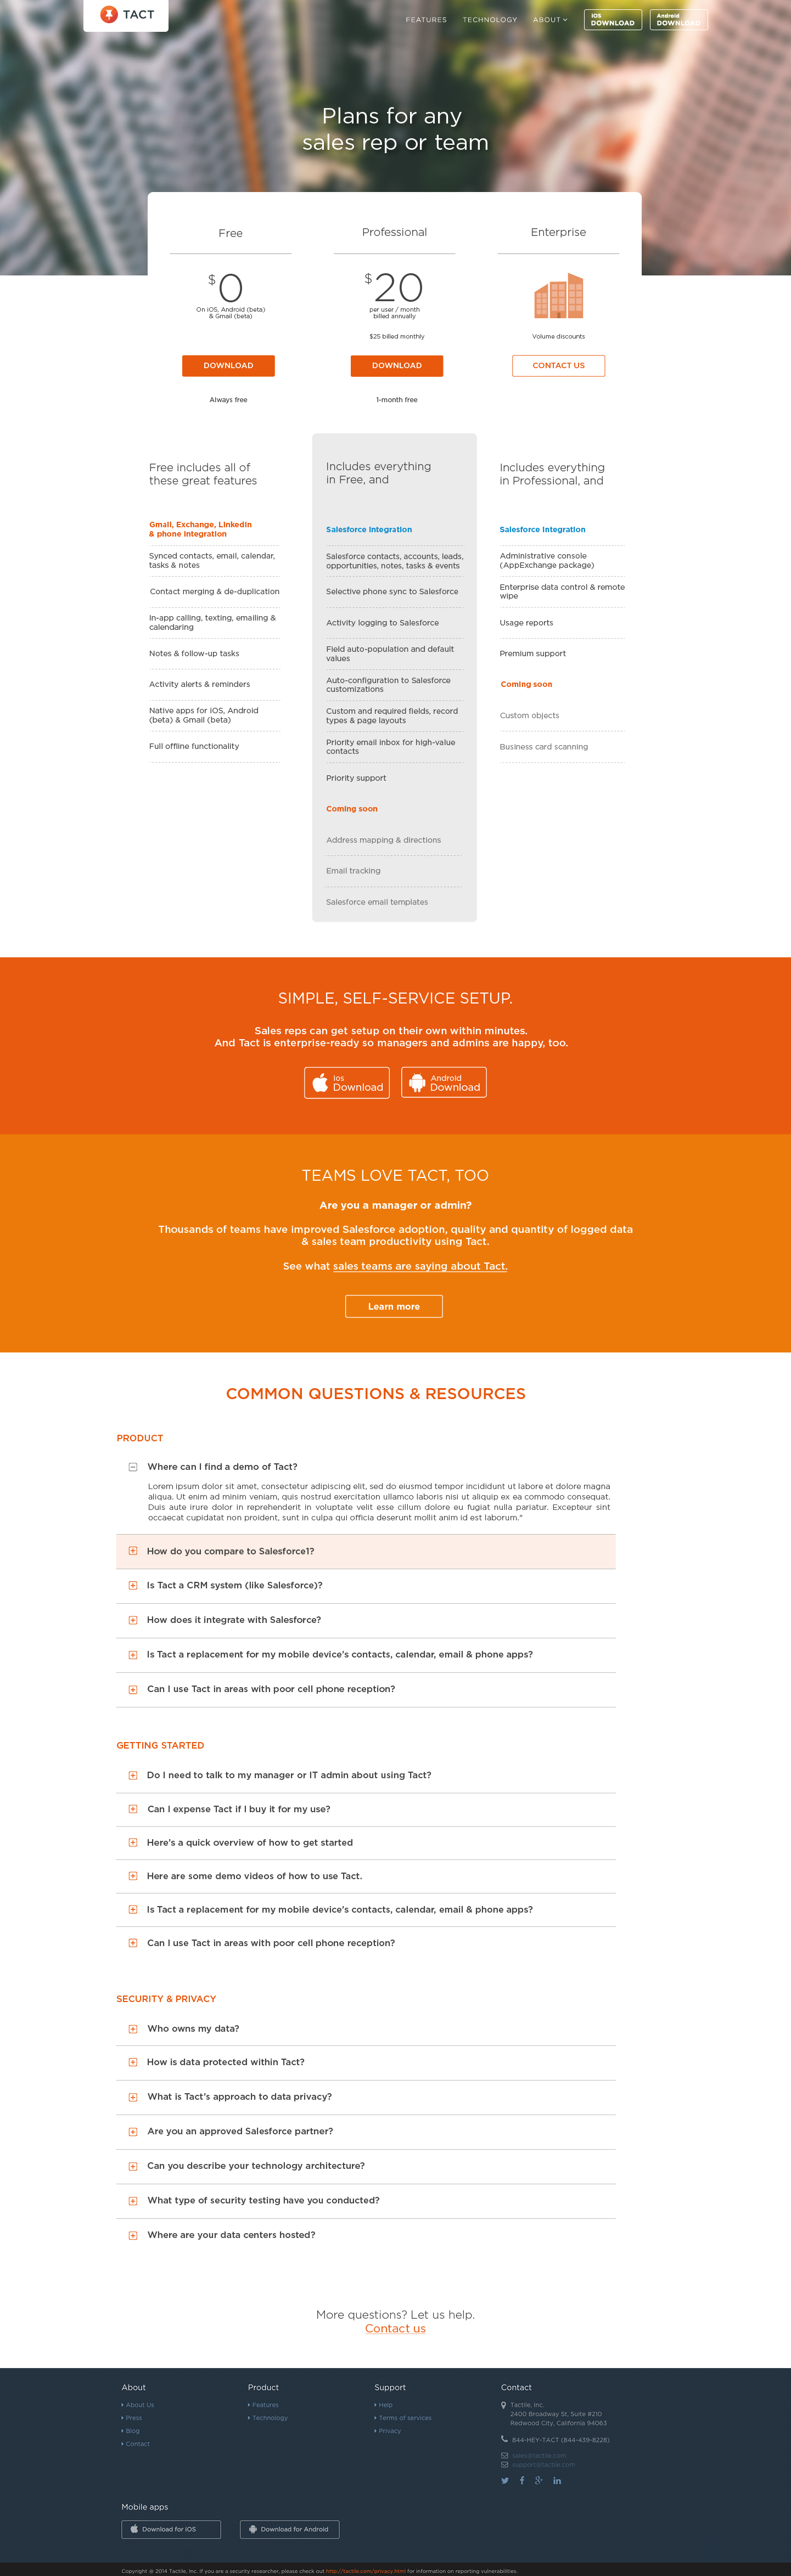 TACT
FEATURES TECHNOLOGY ABOUT
iOS
DOWNLOAD
Android
DOWNLOAD
Plans for any
sales rep or team
Free
$0
On iOS, Android (beta)
& Gmail (beta)
DOWNLOAD
Always free
Professional
$20
per user / month
billed annually
$25 billed monthly
DOWNLOAD
1-month free
Enterprise
Volume discounts
CONTACT US
Free includes all of
these great features
Gmail, Exchange, LinkedIn
& phone integration
Synced contacts, email, calendar,
tasks & notes
Contact merging & de-duplication
In-app calling, texting, emailing &
calendaring
Notes & follow-up tasks
Activity alerts & reminders
Native apps for iOS, Android
(beta) & Gmail (beta)
Full offline functionality
Includes everything
in Free, and
Salesforce integration
Salesforce contacts, accounts, leads,
opportunities, notes, tasks & events
Selective phone sync to Salesforce
Activity logging to Salesforce
Field auto-population and default
values
Auto-configuration to Salesforce
customizations
Custom and required fields, record
types & page layouts
Priority email inbox for high-value
contacts
Priority support
Coming soon
Address mapping & directions
Email tracking
Salesforce email templates
Includes everything
in Professional, and
Salesforce integration
Administrative console
(AppExchange package)
Enterprise data control & remote
wipe
Usage reports
Premium support
Coming soon
Custom objects
Business card scanning
SIMPLE, SELF-SERVICE SETUP.
Sales reps can get setup on their own within minutes.
And Tact is enterprise-ready so managers and admins are happy, too.
ios
Download
Android
Download
TEAMS LOVE TACT, TOO
Are you a manager or admin?
Thousands of teams have improved Salesforce adoption, quality and quantity of logged data
& sales team productivity using Tact.
See what sales teams are saying about Tact.
Learn more
COMMON QUESTIONS & RESOURCES
PRODUCT
Where can I find a demo of Tact?
Lorem ipsum dolor sit amet, consectetur adipiscing elit, sed do eiusmod tempor incididunt ut labore et dolore magna
aliqua. Ut enim ad minim veniam, quis nostrud exercitation ullamco laboris nisi ut aliquip ex ea commodo consequat.
Duis aute irure dolor in reprehenderit in voluptate velit esse cillum dolore eu fugiat nulla pariatur. Excepteur sint
occaecat cupidatat non proident, sunt in culpa qui officia deserunt mollit anim id est laborum."
How do you compare to Salesforce1?
Is Tact a CRM system (like Salesforce)?
How does it integrate with Salesforce?
Is Tact a replacement for my mobile device's contacts, calendar, email & phone apps?
Can I use Tact in areas with poor cell phone reception?
GETTING STARTED
Do I need to talk to my manager or IT admin about using Tact?
Can I expense Tact if I buy it for my use?
Here's a quick overview of how to get started
Here are some demo videos of how to use Tact.
Is Tact a replacement for my mobile device's contacts, calendar, email & phone apps?
Can I use Tact in areas with poor cell phone reception?
SECURITY & PRIVACY
Who owns my data?
How is data protected within Tact?
What is Tact's approach to data privacy?
Are you an approved Salesforce partner?
Can you describe your technology architecture?
What type of security testing have you conducted?
Where are your data centers hosted?
More questions? Let us help.
Contact us
About
About Us
Press
Blog
Contact
Product
Features
Technology
Support
Help
Terms of services
Privacy
Contact
Tactile, Inc.
2400 Broadway St. Suite #210
Redwood City, California 94063
844-HEY-TACT (844-439-8228)
sales@tactile.com
support@tactile.com
Mobile apps
Download for iOS
Download for Android
Copyright © 2014 Tactile, Inc. If you are a security researcher, please check out http://tactile.com/privacy.html for information on reporting vulnerabilities.